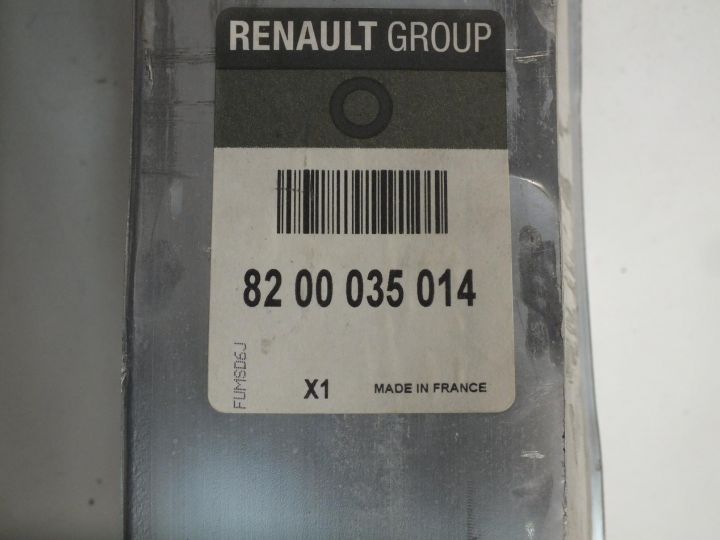 RENAULT GROUP
82 00 035 014
FUMSD6J
X1
MADE IN FRANCE